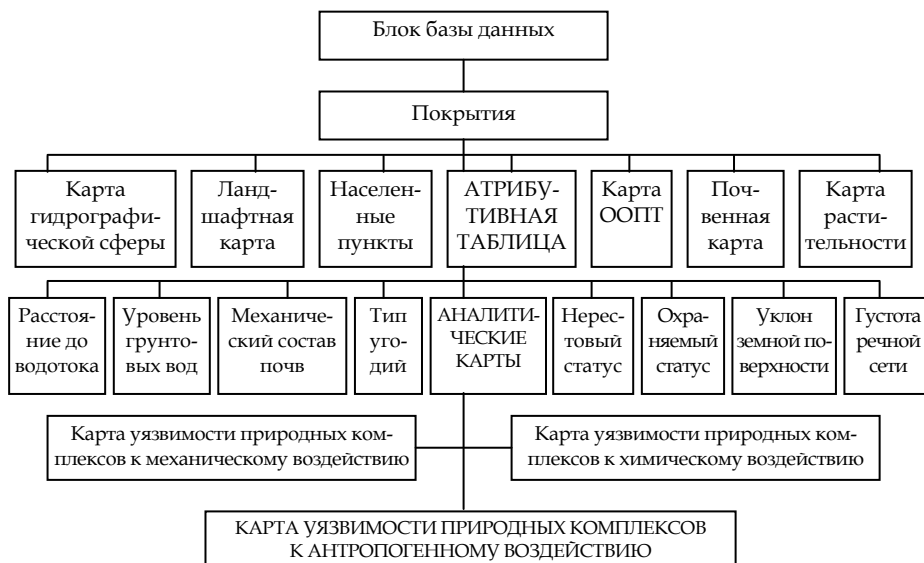 Блок базы данных
Покрытия
Карта
гидрографи-
ческой сферы
Ланд-
шафтная
карта
Населен-
ные
пункты
АТРИБУ-
ТИВНАЯ
ТАБЛИЦА
Карта
ООПТ
Поч-
венная
карта
Карта
расти-
тельности
Расстоя-
ние до
водотока
Уровень
грунто-
вых вод
Механиче-
ский состав
почв
Тип
уго-
дий
АНАЛИТИ-
ЧЕСКИЕ
КАРТЫ
Нерес-
товый
статус
Охра-
няемый
статус
Уклон
земной по-
верхности
Густота
речной
сети
Карта уязвимости природных ком-
плексов к механическому воздействию
Карта уязвимости природных ком-
плексов к химическому воздействию
КАРТА УЯЗВИМОСТИ ПРИРОДНЫХ КОМПЛЕКСОВ
К АНТРОПОГЕННОМУ ВОЗДЕЙСТВИЮ